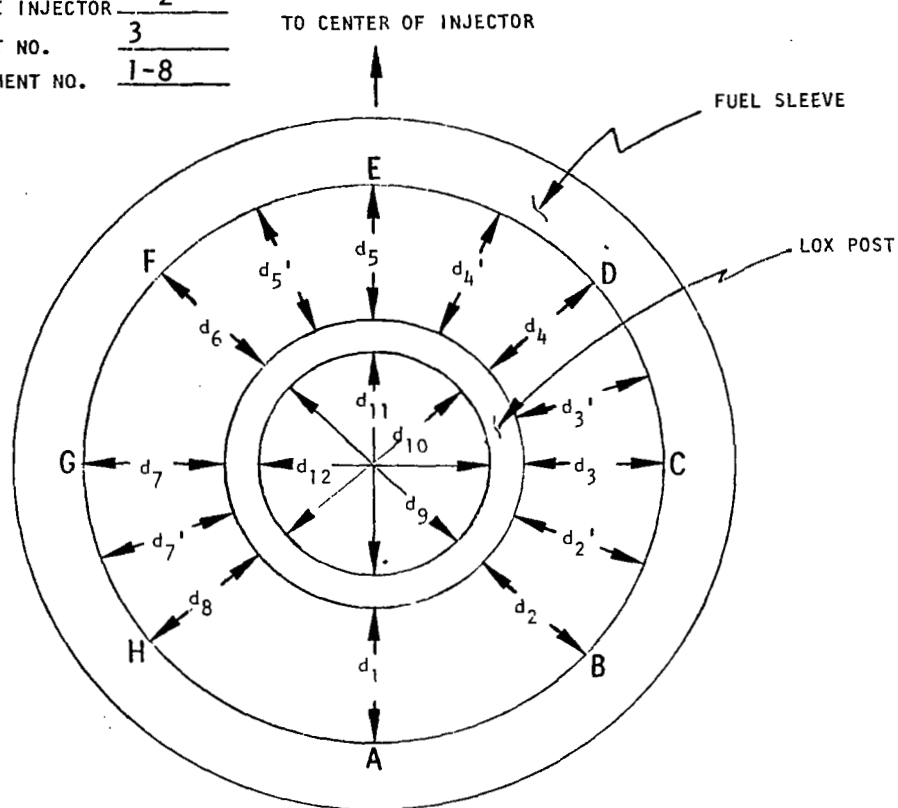 INJECTOR 2
TO CENTER OF INJECTOR
NO. 3
NO. 1-8
FUEL SLEEVE
E
LOX POST
F
d5'
d5
d4'
D
d6
d4
d11
d3'
d10
G
d7
d12
d3
C
d9
d7'
d2'
d8
d2
H
d1
B
A